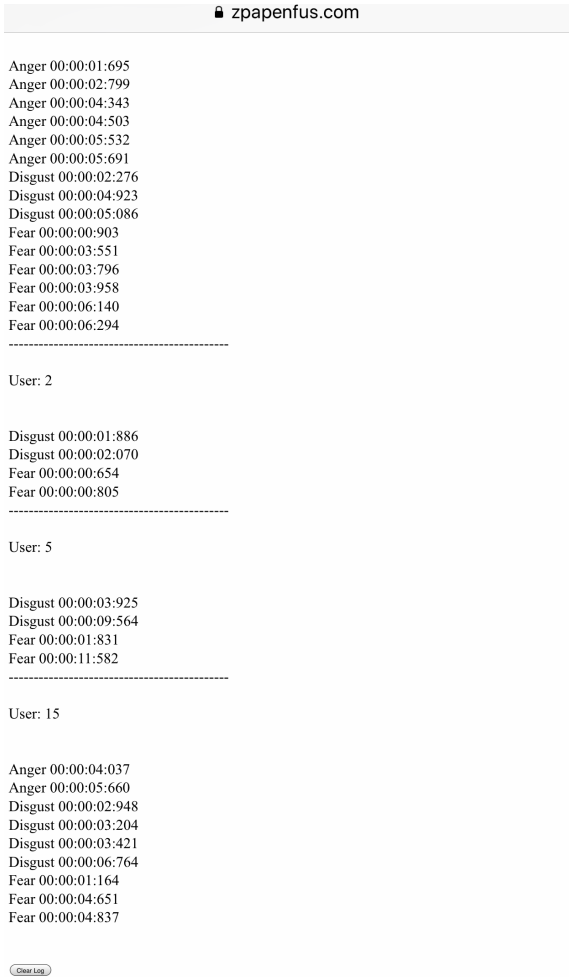 zpapenfus.com
Anger 00:00:01:695
Anger 00:00:02:799
Anger 00:00:04:343
Anger 00:00:04:503
Anger 00:00:05:532
Anger 00:00:05:691
Disgust 00:00:02:276
Disgust 00:00:04:923
Disgust 00:00:05:086
Fear 00:00:00:903
Fear 00:00:03:551
Fear 00:00:03:796
Fear 00:00:03:958
Fear 00:00:06:140
Fear 00:00:06:294
--------------------------------------------
User: 2
Disgust 00:00:01:886
Disgust 00:00:02:070
Fear 00:00:00:654
Fear 00:00:00:805
--------------------------------------------
User: 5
Disgust 00:00:03:925
Disgust 00:00:09:564
Fear 00:00:01:831
Fear 00:00:11:582
--------------------------------------------
User: 15
Anger 00:00:04:037
Anger 00:00:05:660
Disgust 00:00:02:948
Disgust 00:00:03:204
Disgust 00:00:03:421
Disgust 00:00:06:764
Fear 00:00:01:164
Fear 00:00:04:651
Fear 00:00:04:837
Clear Log